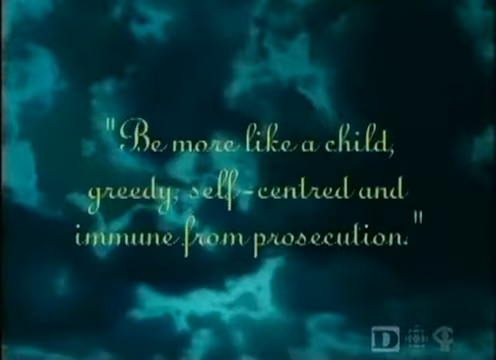 "Be more like a child,
greedy, self-centred and
immune from prosecution."
D